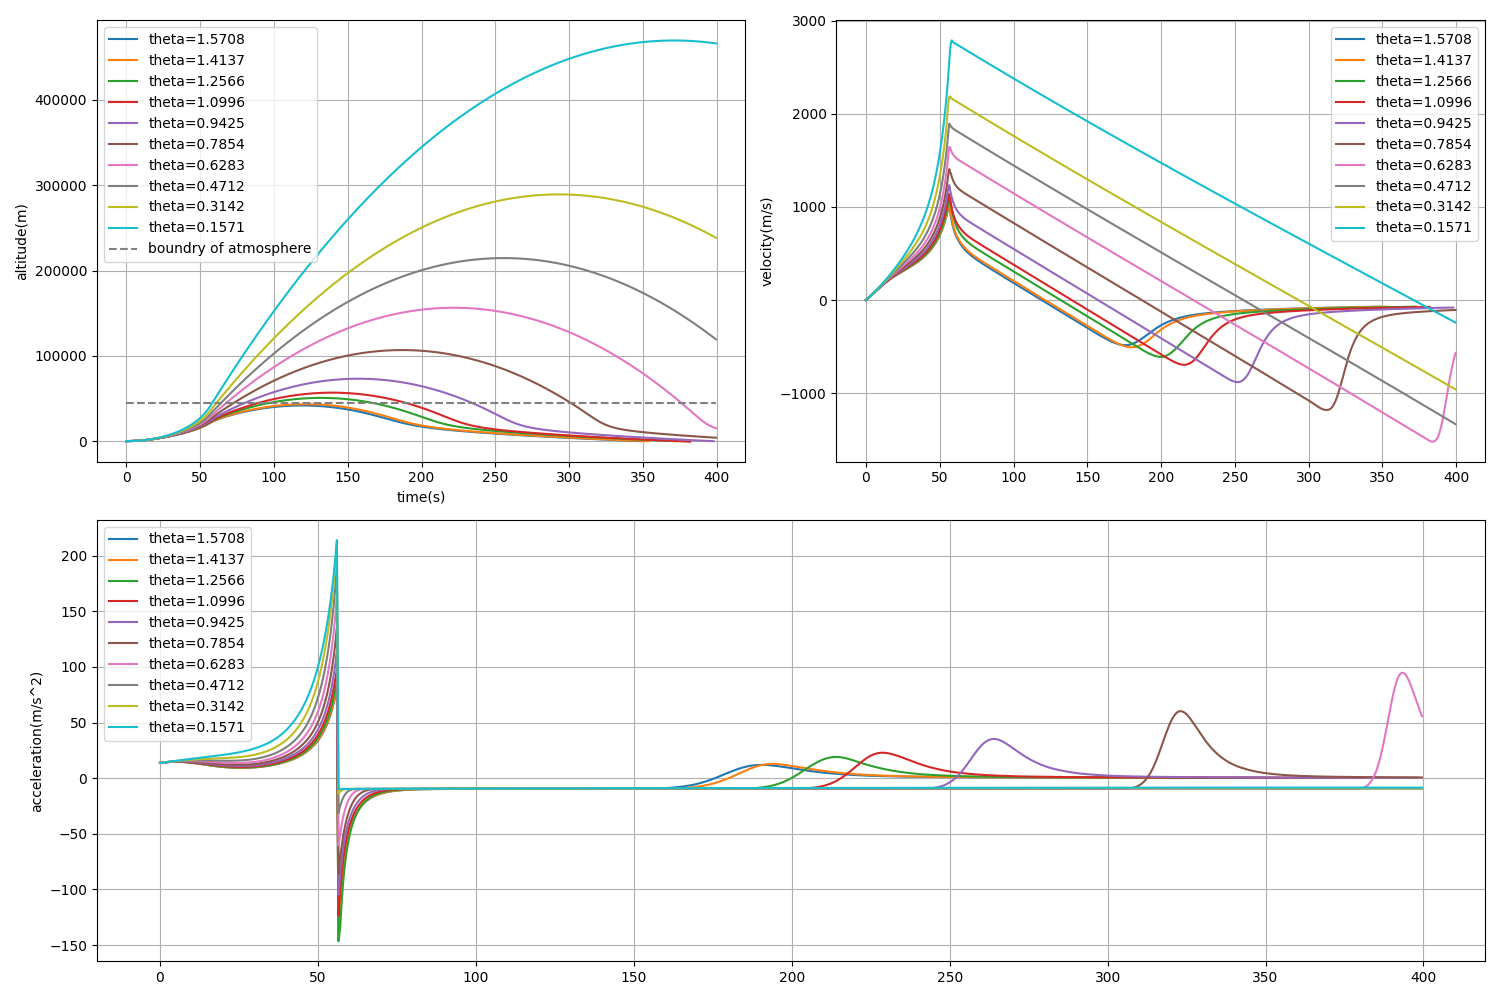 theta=1.5708
theta=1.4137
theta=1.2566
theta=1.0996
theta=0.9425
theta=0.7854
theta=0.6283
theta=0.4712
theta=0.3142
theta=0.1571
boundry of atmosphere
altitude(m)
400000
300000
200000
100000
0
0 50 100 150 200 250 300 350 400
time(s)
theta=1.5708
theta=1.4137
theta=1.2566
theta=1.0996
theta=0.9425
theta=0.7854
theta=0.6283
theta=0.4712
theta=0.3142
theta=0.1571
velocity(m/s)
3000
2000
1000
0
−1000
0 50 100 150 200 250 300 350 400
theta=1.5708
theta=1.4137
theta=1.2566
theta=1.0996
theta=0.9425
theta=0.7854
theta=0.6283
theta=0.4712
theta=0.3142
theta=0.1571
acceleration(m/s^2)
200
150
100
50
0
−50
−100
−150
0 50 100 150 200 250 300 350 400